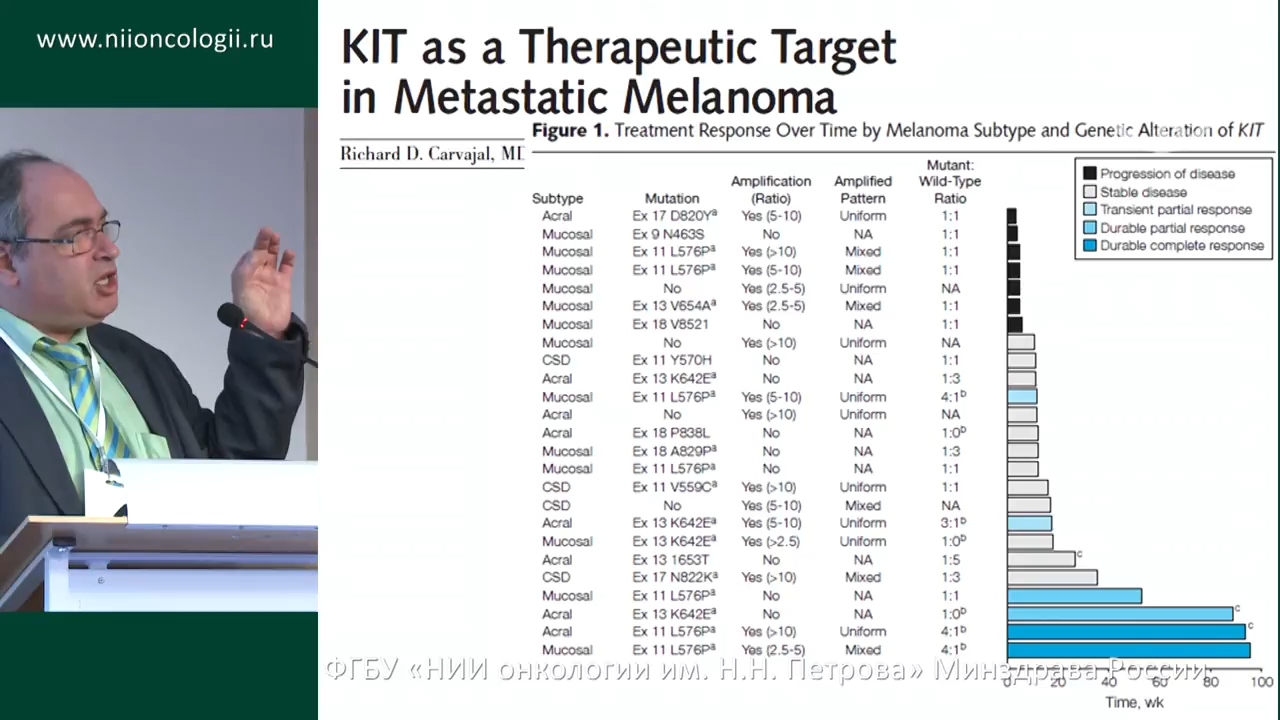 www.niioncologii.ru
KIT as a Therapeutic Target
in Metastatic Melanoma
Richard D. Carvajal, MD
Figure 1. Treatment Response Over Time by Melanoma Subtype and Genetic Alteration of KIT
Subtype Mutation Amplification (Ratio) Amplified Pattern Mutant: Wild-Type Ratio
Acral Ex 17 D820Yª Yes (5-10) Uniform 1:1
Mucosal Ex 9 N463S No NA 1:1
Mucosal Ex 11 L576Pª Yes (>10) Mixed 1:1
Mucosal Ex 11 L576Pª Yes (5-10) Mixed 1:1
Mucosal No Yes (2.5-5) Uniform NA
Mucosal Ex 13 V654Aª Yes (2.5-5) Mixed 1:1
Mucosal Ex 18 V8521 No NA 1:1
Mucosal No Yes (>10) Uniform NA
CSD Ex 11 Y570H No NA 1:1
Acral Ex 13 K642Eª No NA 1:3
Mucosal Ex 11 L576Pª Yes (5-10) Uniform 4:1ᵇ
Acral No Yes (>10) Uniform NA
Acral Ex 18 P838L No NA 1:0ᵇ
Mucosal Ex 18 A829Pª No NA 1:3
Mucosal Ex 11 L576Pª No NA 1:1
CSD Ex 11 V559Cª Yes (>10) Uniform 1:1
CSD No Yes (5-10) Mixed NA
Acral Ex 13 K642Eª Yes (5-10) Uniform 3:1ᵇ
Mucosal Ex 13 K642Eª Yes (>2.5) Uniform 1:0ᵇ
Acral Ex 13 1653T No NA 1:5 c
CSD Ex 17 N822Kª Yes (>10) Mixed 1:3
Mucosal Ex 11 L576Pª No NA 1:1
Acral Ex 13 K642Eª No NA 1:0ᵇ c
Acral Ex 11 L576Pª Yes (>10) Uniform 4:1ᵇ c
Mucosal Ex 11 L576Pª Yes (2.5-5) Mixed 4:1ᵇ
Progression of disease
Stable disease
Transient partial response
Durable partial response
Durable complete response
0 20 40 60 80 100
Time, wk
ФГБУ «НИИ онкологии им. Н.Н. Петрова» Минздрава России